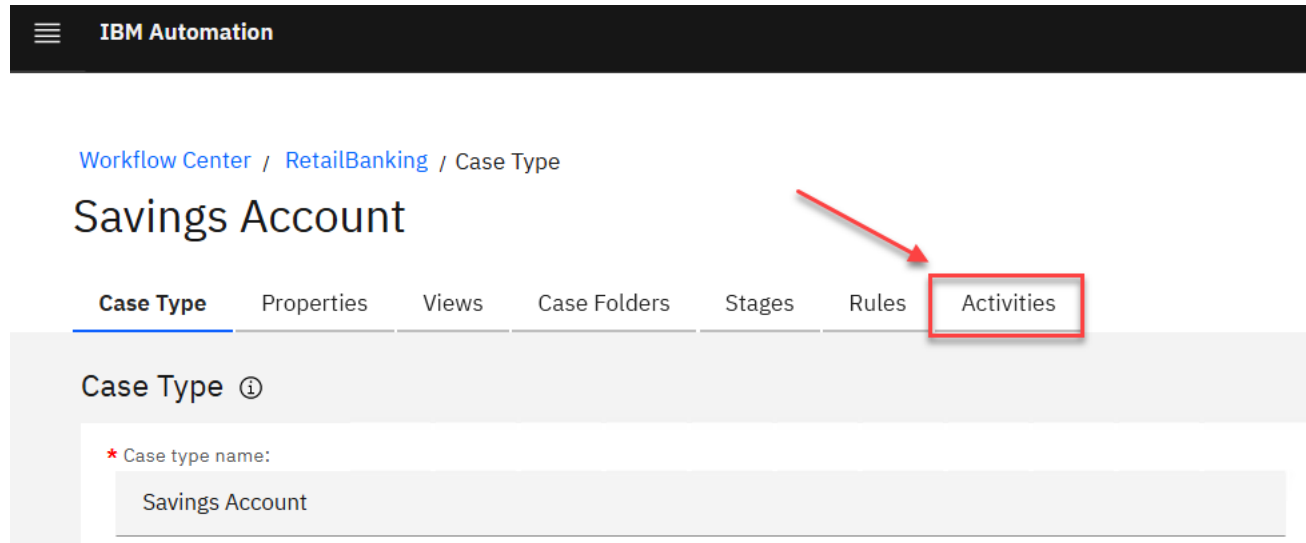 IBM Automation
Workflow Center / RetailBanking / Case Type
Savings Account
Case Type Properties Views Case Folders Stages Rules Activities
Case Type
* Case type name:
Savings Account